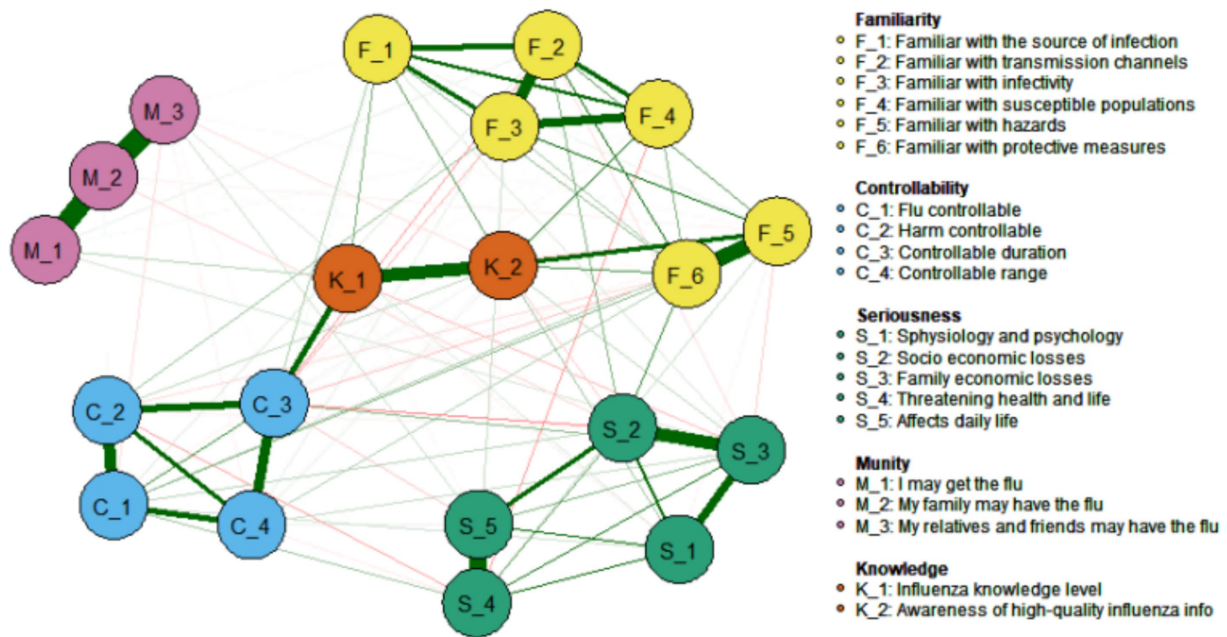 F_1
F_2
M_3
F_3
F_4
M_2
M_1
F_5
K_1
K_2
F_6
C_2
C_3
S_2
S_3
C_1
C_4
S_5
S_1
S_4
Familiarity
F_1: Familiar with the source of infection
F_2: Familiar with transmission channels
F_3: Familiar with infectivity
F_4: Familiar with susceptible populations
F_5: Familiar with hazards
F_6: Familiar with protective measures
Controllability
C_1: Flu controllable
C_2: Harm controllable
C_3: Controllable duration
C_4: Controllable range
Seriousness
S_1: Sphysiology and psychology
S_2: Socio economic losses
S_3: Family economic losses
S_4: Threatening health and life
S_5: Affects daily life
Munity
M_1: I may get the flu
M_2: My family may have the flu
M_3: My relatives and friends may have the flu
Knowledge
K_1: Influenza knowledge level
K_2: Awareness of high-quality influenza info